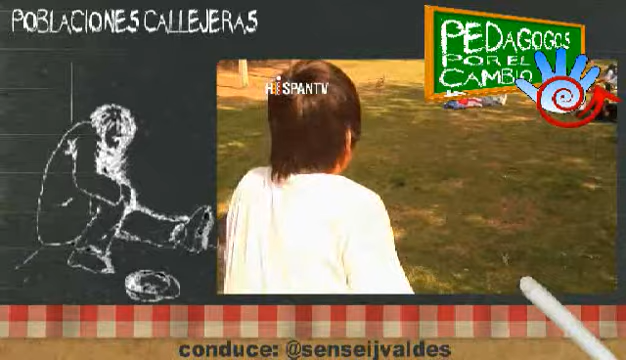 POBLACIONES CALLEJERAS
PEDAGOGOS
POR EL
CAMBIO
HISPANTV
conduce: @senseijvaldes